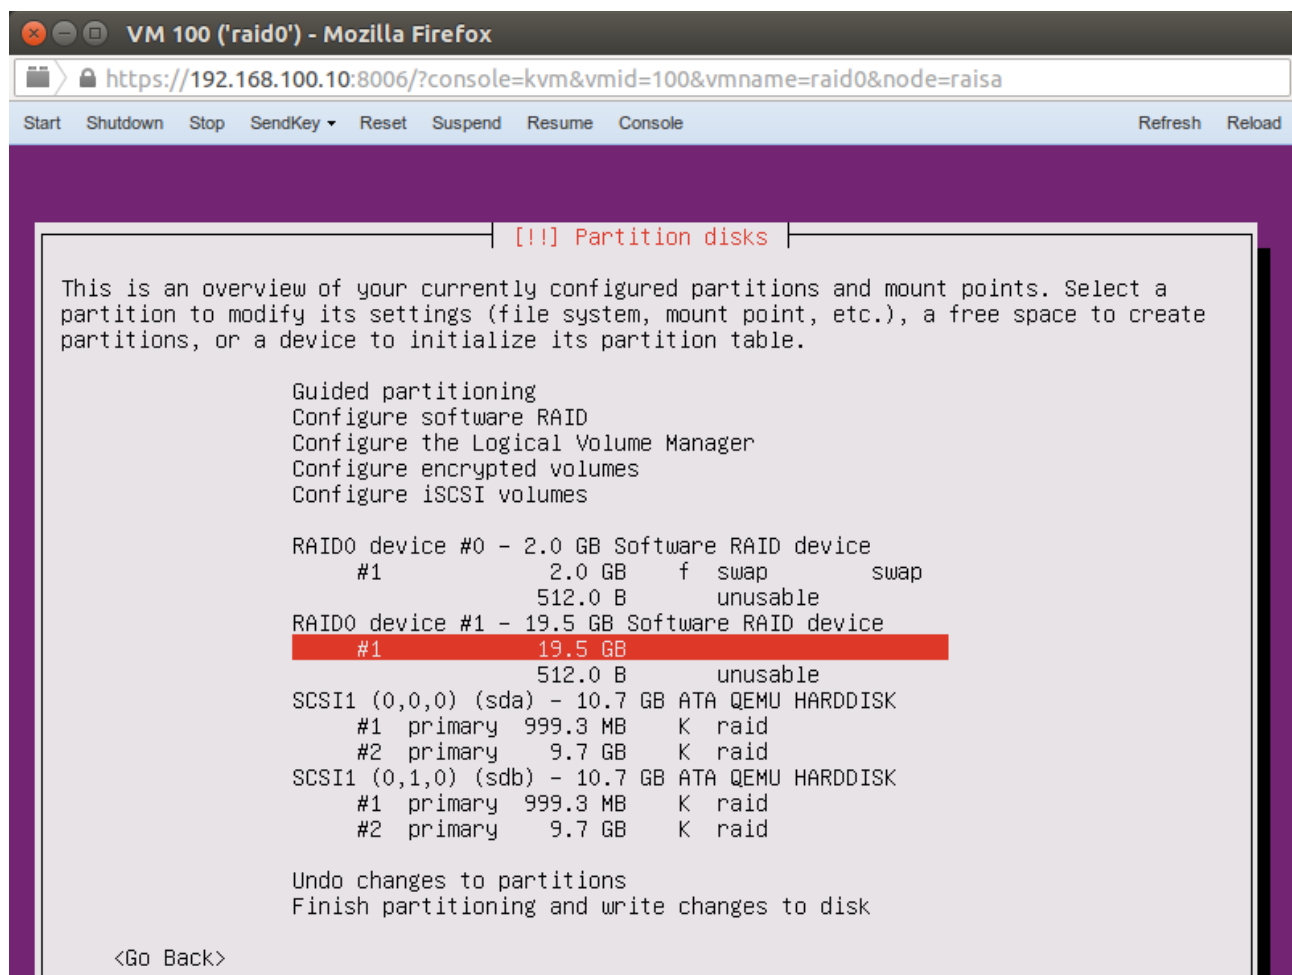 VM 100 ('raid0') - Mozilla Firefox
https://192.168.100.10:8006/?console=kvm&vmid=100&vmname=raid0&node=raisa
Start Shutdown Stop SendKey Reset Suspend Resume Console Refresh Reload
[!!] Partition disks
This is an overview of your currently configured partitions and mount points. Select a
partition to modify its settings (file system, mount point, etc.), a free space to create
partitions, or a device to initialize its partition table.
Guided partitioning
Configure software RAID
Configure the Logical Volume Manager
Configure encrypted volumes
Configure iSCSI volumes
RAID0 device #0 - 2.0 GB Software RAID device
#1 2.0 GB f swap swap
512.0 B unusable
RAID0 device #1 - 19.5 GB Software RAID device
#1 19.5 GB
512.0 B unusable
SCSI1 (0,0,0) (sda) - 10.7 GB ATA QEMU HARDDISK
#1 primary 999.3 MB K raid
#2 primary 9.7 GB K raid
SCSI1 (0,1,0) (sdb) - 10.7 GB ATA QEMU HARDDISK
#1 primary 999.3 MB K raid
#2 primary 9.7 GB K raid
Undo changes to partitions
Finish partitioning and write changes to disk
<Go Back>